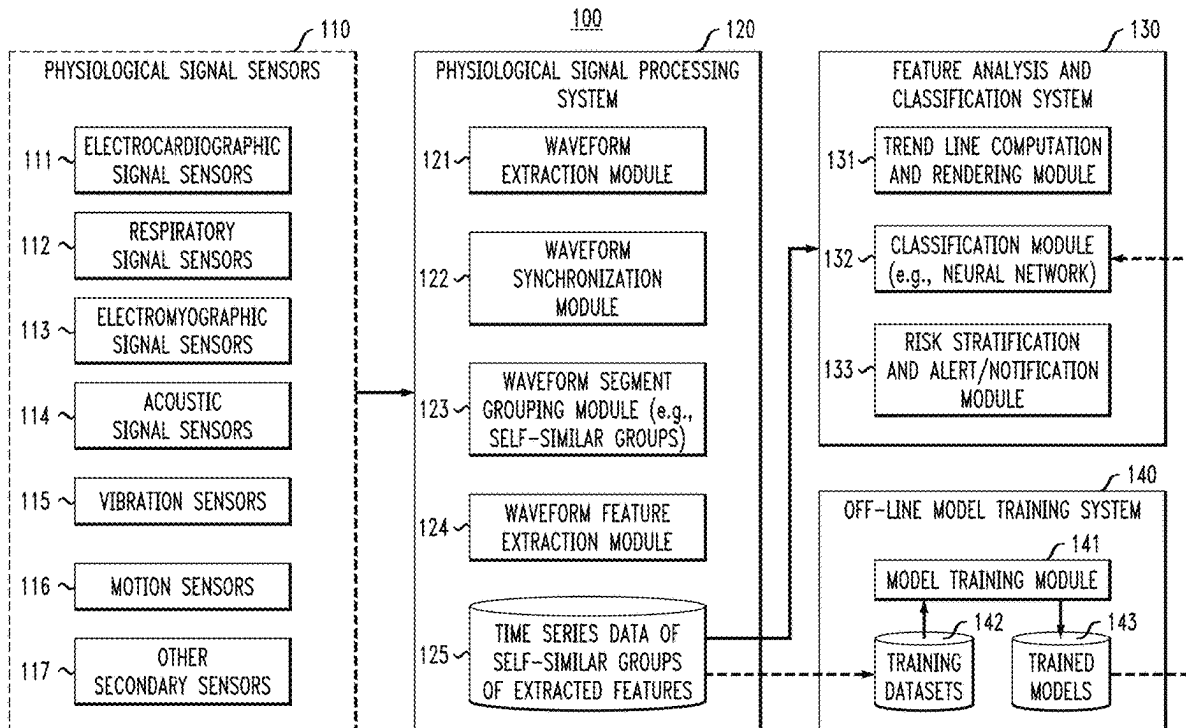 100
110
PHYSIOLOGICAL SIGNAL SENSORS
111
ELECTROCARDIOGRAPHIC
SIGNAL SENSORS
112
RESPIRATORY
SIGNAL SENSORS
113
ELECTROMYOGRAPHIC
SIGNAL SENSORS
114
ACOUSTIC
SIGNAL SENSORS
115
VIBRATION SENSORS
116
MOTION SENSORS
117
OTHER
SECONDARY SENSORS
120
PHYSIOLOGICAL SIGNAL PROCESSING
SYSTEM
121
WAVEFORM
EXTRACTION MODULE
122
WAVEFORM
SYNCHRONIZATION
MODULE
123
WAVEFORM SEGMENT
GROUPING MODULE (e.g.,
SELF-SIMILAR GROUPS)
124
WAVEFORM FEATURE
EXTRACTION MODULE
125
TIME SERIES DATA OF
SELF-SIMILAR GROUPS
OF EXTRACTED FEATURES
130
FEATURE ANALYSIS AND
CLASSIFICATION SYSTEM
131
TREND LINE COMPUTATION
AND RENDERING MODULE
132
CLASSIFICATION MODULE
(e.g., NEURAL NETWORK)
133
RISK STRATIFICATION
AND ALERT/NOTIFICATION
MODULE
140
OFF-LINE MODEL TRAINING SYSTEM
141
MODEL TRAINING MODULE
142
TRAINING
DATASETS
143
TRAINED
MODELS